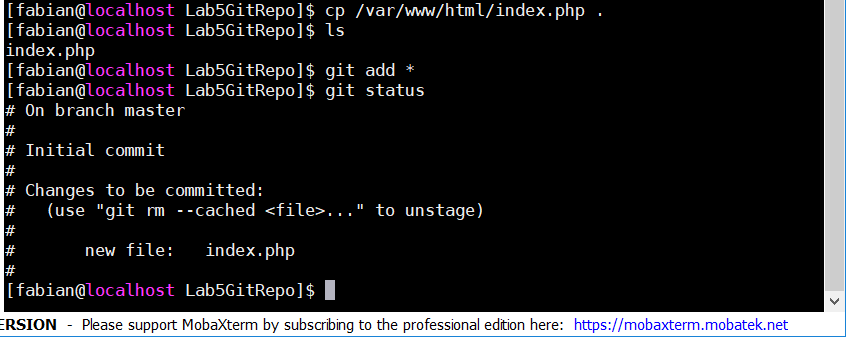 [fabian@localhost Lab5GitRepo]$ cp /var/www/html/index.php .
[fabian@localhost Lab5GitRepo]$ ls
index.php
[fabian@localhost Lab5GitRepo]$ git add *
[fabian@localhost Lab5GitRepo]$ git status
# On branch master
#
# Initial commit
#
# Changes to be committed:
#   (use "git rm --cached <file>..." to unstage)
#
#       new file:   index.php
#
[fabian@localhost Lab5GitRepo]$
ERSION  -  Please support MobaXterm by subscribing to the professional edition here:  https://mobaxterm.mobatek.net